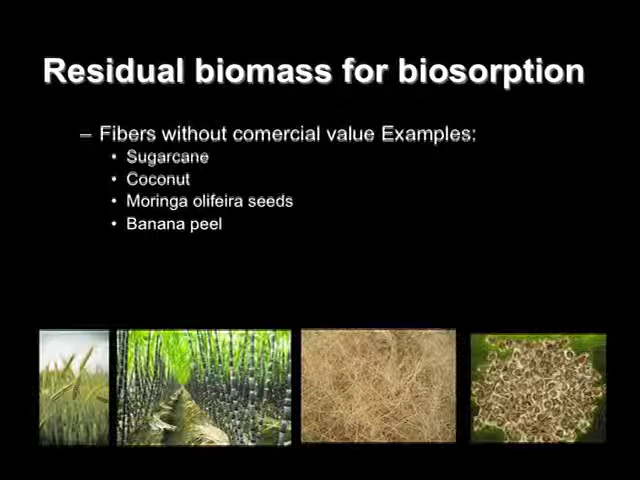 Residual biomass for biosorption
– Fibers without comercial value Examples:
• Sugarcane
• Coconut
• Moringa olifeira seeds
• Banana peel